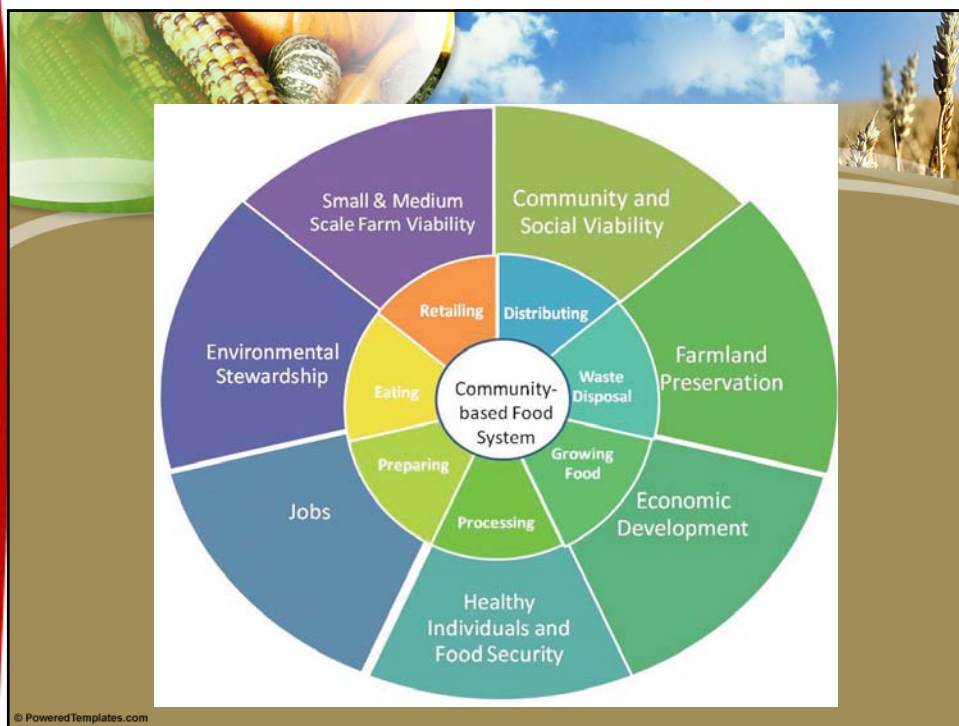 Small & Medium
Scale Farm Viability
Community and
Social Viability
Retailing
Distributing
Environmental
Stewardship
Farmland
Preservation
Eating
Community-
based Food
System
Waste
Disposal
Preparing
Growing
Food
Jobs
Processing
Economic
Development
Healthy
Individuals and
Food Security
© PoweredTemplates.com